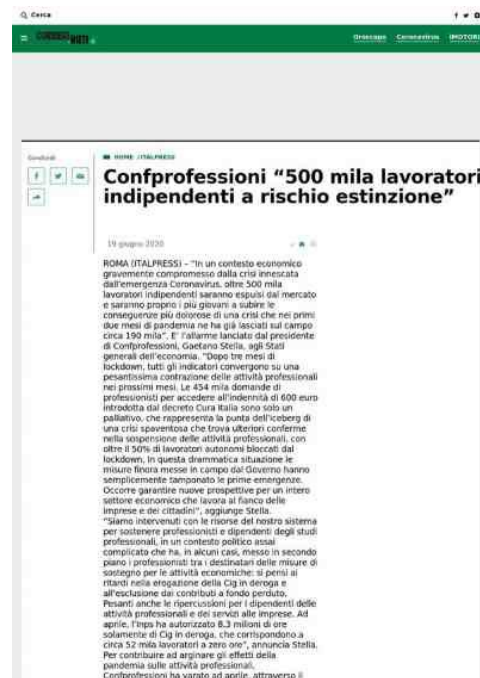 Cerca
Oroscopo Coronavirus IMOTORI
Condividi
HOME ITALPRESS
Confprofessioni “500 mila lavoratori
indipendenti a rischio estinzione”
19 giugno 2020
ROMA (ITALPRESS) – “In un contesto economico
gravemente compromesso dalla crisi innescata
dall'emergenza Coronavirus, oltre 500 mila
lavoratori indipendenti saranno espulsi dal mercato
e saranno proprio i più giovani a subire le
conseguenze più dolorose di una crisi che nei primi
due mesi di pandemia ne ha già lasciati sul campo
circa 190 mila”. E' l'allarme lanciato dal presidente
di Confprofessioni, Gaetano Stella, agli Stati
generali dell'economia. “Dopo tre mesi di
lockdown, tutti gli indicatori convergono su una
pesantissima contrazione delle attività professionali
nei prossimi mesi. Le 454 mila domande di
professionisti per accedere all'indennità di 600 euro
introdotta dal decreto Cura Italia sono solo un
palliativo, che rappresenta la punta dell'iceberg di
una crisi spaventosa che trova ulteriori conferme
nella sospensione delle attività professionali, con
oltre il 50% di lavoratori autonomi bloccati dal
lockdown. In questa drammatica situazione le
misure finora messe in campo dal Governo hanno
semplicemente tamponato le prime emergenze.
Occorre garantire nuove prospettive per un intero
settore economico che lavora al fianco delle
imprese e dei cittadini”, aggiunge Stella.
“Siamo intervenuti con le risorse del nostro sistema
per sostenere professionisti e dipendenti degli studi
professionali, in un contesto politico assai
complicato che ha, in alcuni casi, messo in secondo
piano i professionisti tra i destinatari delle misure di
sostegno per le attività economiche: si pensi ai
ritardi nella erogazione della Cig in deroga e
all'esclusione dai contributi a fondo perduto.
Pesanti anche le ripercussioni per i dipendenti delle
attività professionali e dei servizi alle imprese. Ad
aprile, l'Inps ha autorizzato 8,3 milioni di ore
solamente di Cig in deroga, che corrispondono a
circa 52 mila lavoratori a zero ore”, annuncia Stella.
Per contribuire ad arginare gli effetti della
pandemia sulle attività professionali,
Confprofessioni ha varato ad aprile, attraverso il